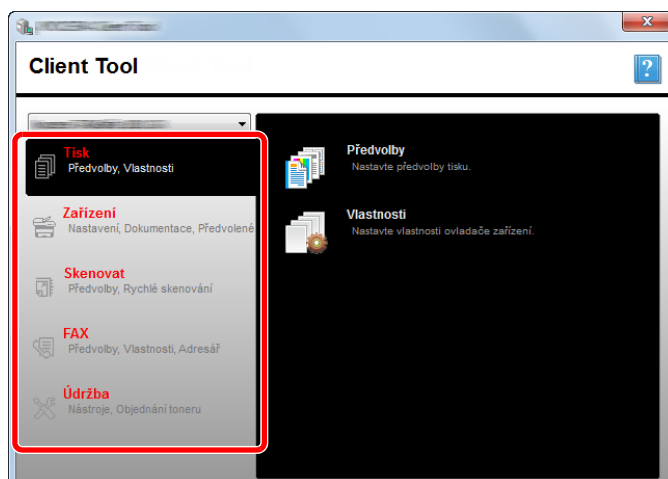 Client Tool
?
Tisk
Předvolby, Vlastnosti
Zařízení
Nastavení, Dokumentace, Předvolené
Skenovat
Předvolby, Rychlé skenování
FAX
Předvolby, Vlastnosti, Adresář
Údržba
Nástroje, Objednání toneru
Předvolby
Nastavte předvolby tisku.
Vlastnosti
Nastavte vlastnosti ovladače zařízení.